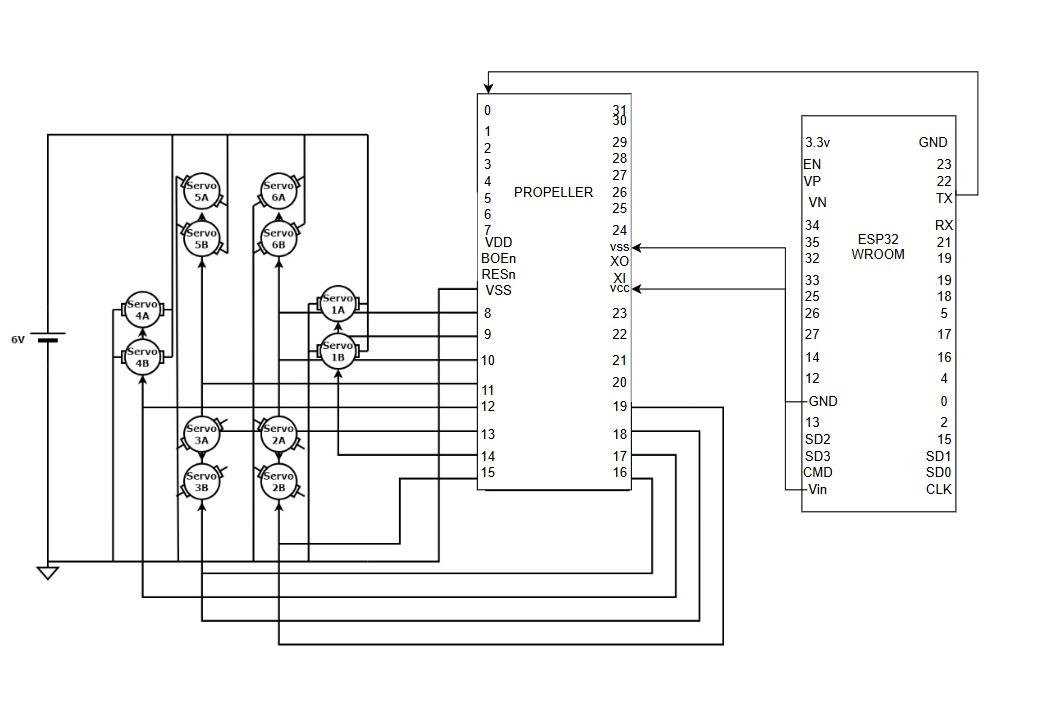 6V
Servo
5A
Servo
5B
Servo
6A
Servo
6B
Servo
4A
Servo
4B
Servo
1A
Servo
1B
Servo
3A
Servo
3B
Servo
2A
Servo
2B
PROPELLER
0
1
2
3
4
5
6
7
VDD
BOEn
RESn
VSS
8
9
10
11
12
13
14
15
31
30
29
28
27
26
25
24
vss
XO
XI
vcc
23
22
21
20
19
18
17
16
ESP32
WROOM
3.3v
EN
VP
VN
34
35
32
33
25
26
27
14
12
GND
13
SD2
SD3
CMD
Vin
GND
23
22
TX
RX
21
19
19
18
5
17
16
4
0
2
15
SD1
SD0
CLK